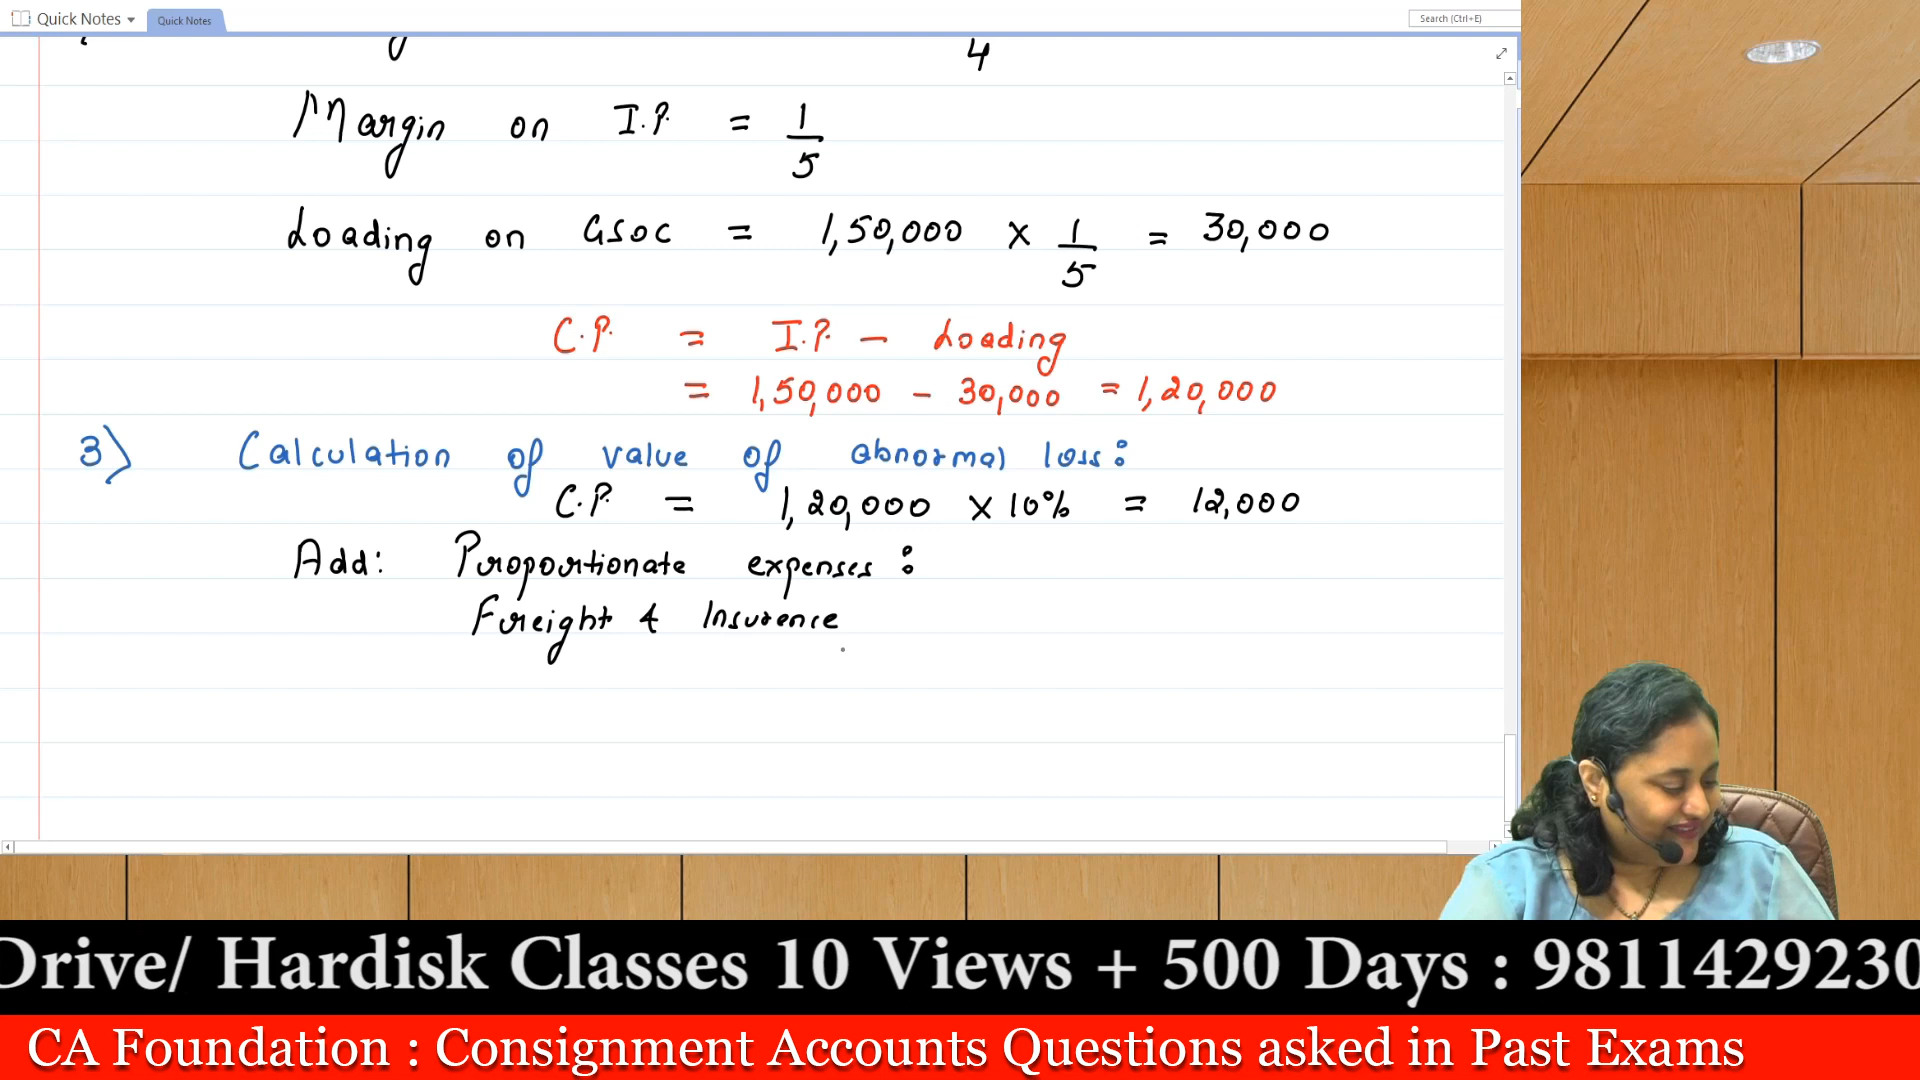 Quick Notes
Quick Notes
Search (Ctrl+E)
4
Margin on I.P. = 1/5
Loading on GSOC = 1,50,000 × 1/5 = 30,000
C.P. = I.P. - Loading
= 1,50,000 - 30,000 = 1,20,000
3) Calculation of value of abnormal loss:
C.P = 1,20,000 × 10% = 12,000
Add: Proportionate expenses:
Freight & Insurence
Drive/ Hardisk Classes 10 Views + 500 Days : 9811429230
CA Foundation : Consignment Accounts Questions asked in Past Exams